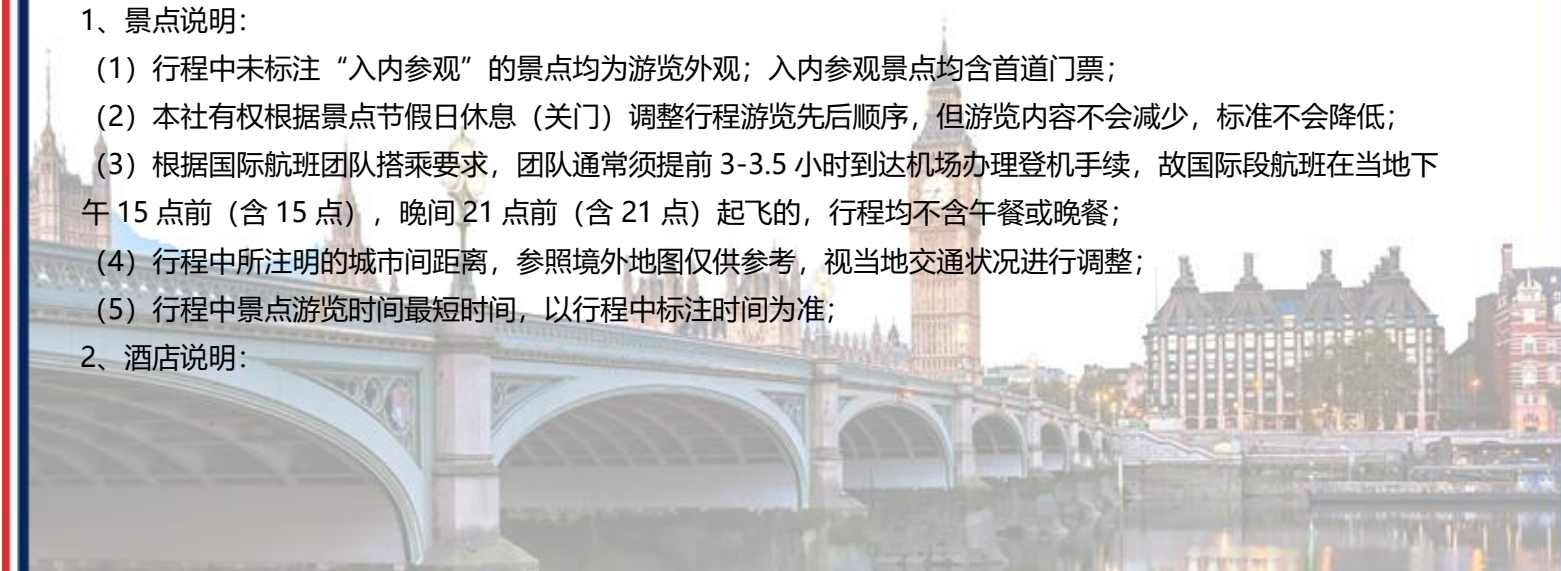 1、景点说明：
（1）行程中未标注“入内参观”的景点均为游览外观；入内参观景点均含首道门票；
（2）本社有权根据景点节假日休息（关门）调整行程游览先后顺序，但游览内容不会减少，标准不会降低；
（3）根据国际航班团队搭乘要求，团队通常须提前 3-3.5 小时到达机场办理登机手续，故国际段航班在当地下
午 15 点前（含 15 点），晚间 21 点前（含 21 点）起飞的，行程均不含午餐或晚餐；
（4）行程中所注明的城市间距离，参照境外地图仅供参考，视当地交通状况进行调整；
（5）行程中景点游览时间最短时间，以行程中标注时间为准；
2、酒店说明：